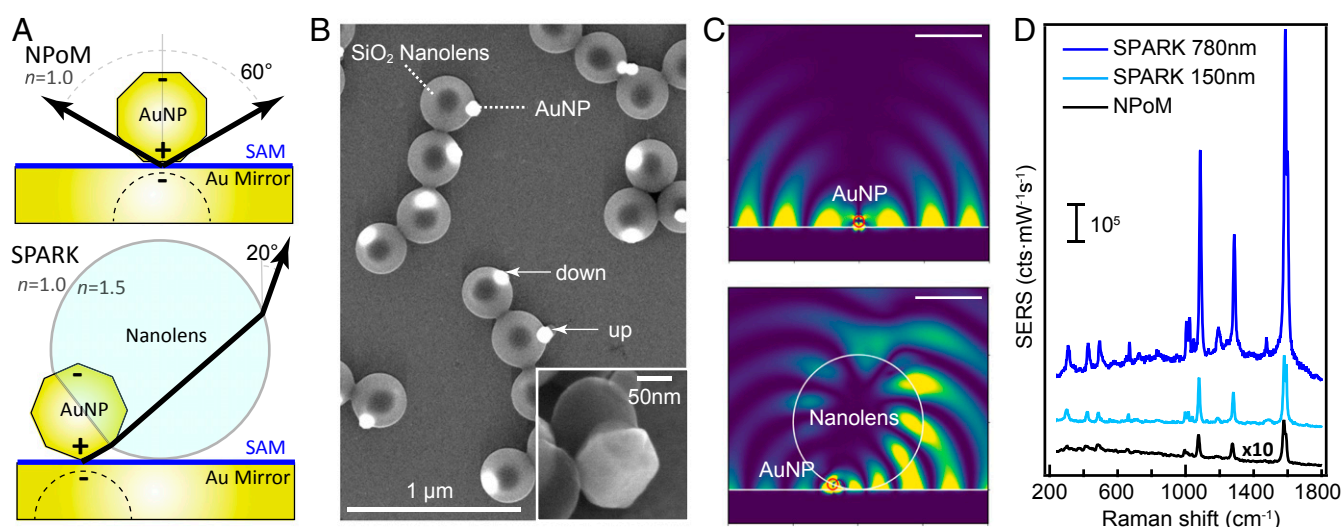 A
NPoM
n=1.0
60°
-
AuNP
+
SAM
-
Au Mirror
SPARK
n=1.0
n=1.5
20°
Nanolens
-
AuNP
+
SAM
-
Au Mirror
B
SiO₂ Nanolens
AuNP
down
up
50nm
1 μm
C
AuNP
Nanolens
AuNP
D
SPARK 780nm
SPARK 150nm
NPoM
10⁵
SERS (cts·mW⁻¹s⁻¹)
x10
200 600 1000 1400 1800
Raman shift (cm⁻¹)